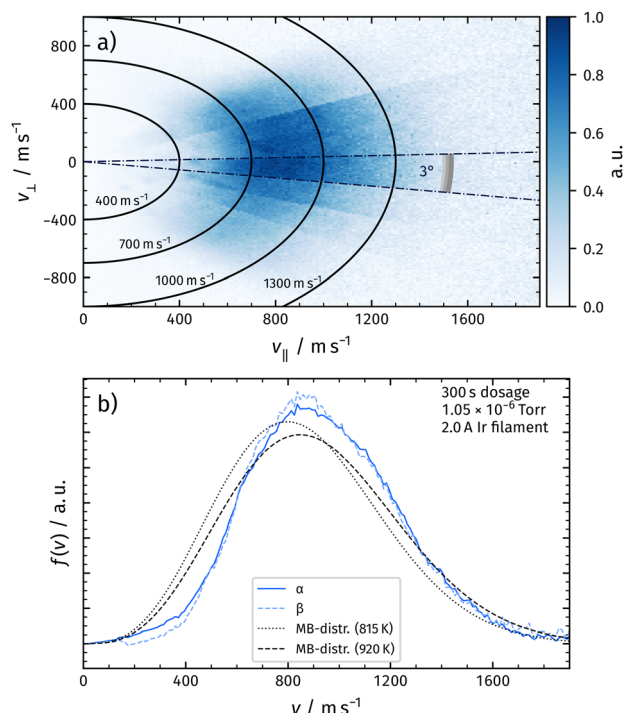 a)
1000
800
400
0
−400
−800
v⊥ / m s⁻¹
400 m s⁻¹
700 m s⁻¹
1000 m s⁻¹
1300 m s⁻¹
3°
0 400 800 1200 1600
v∥ / m s⁻¹
1.0
0.8
0.6
0.4
0.2
0.0
a. u.
b)
300 s dosage
1.05 × 10⁻⁶ Torr
2.0 A Ir filament
f(v) / a. u.
α
β
MB-distr. (815 K)
MB-distr. (920 K)
0 400 800 1200 1600
v / m s⁻¹